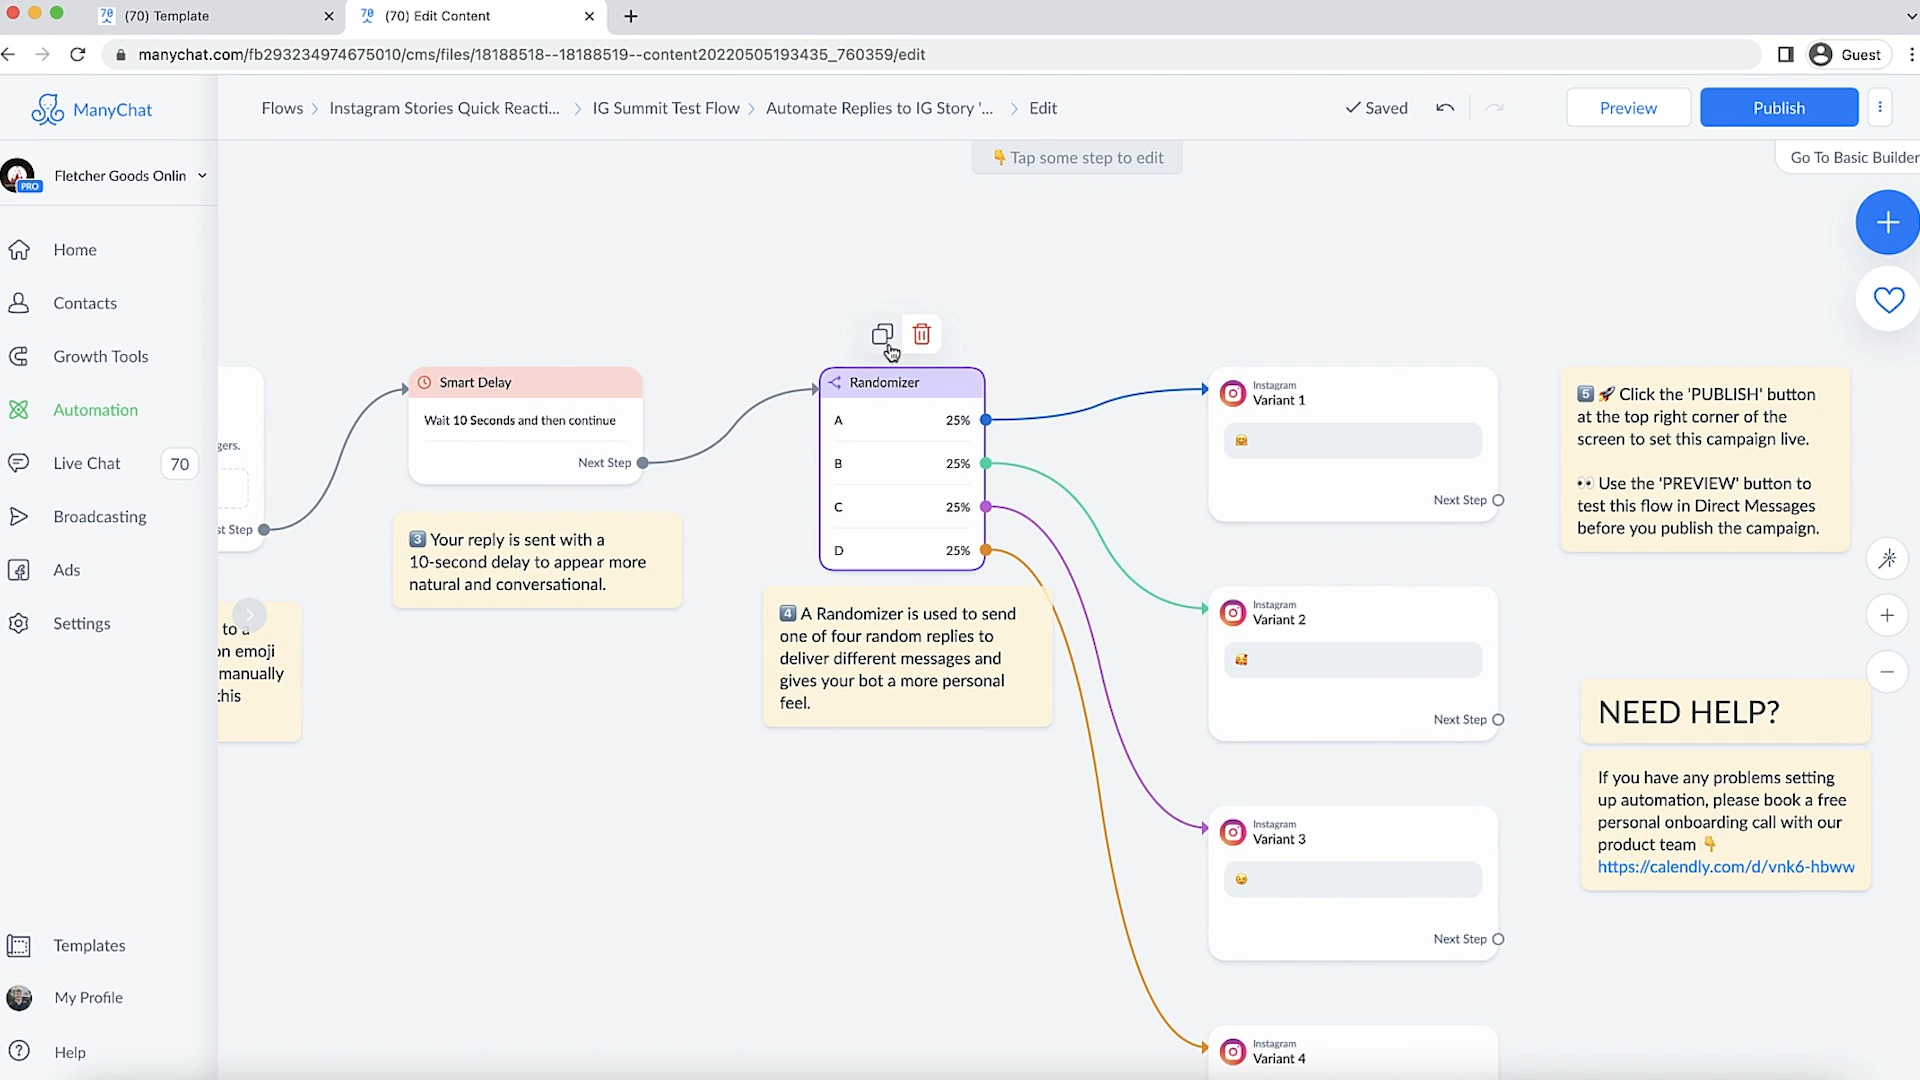 (70) Template
(70) Edit Content
manychat.com/fb293234974675010/cms/files/18188518--18188519--content20220505193435_760359/edit
Guest
ManyChat
Flows
Instagram Stories Quick Reacti...
IG Summit Test Flow
Automate Replies to IG Story '...
Edit
Saved
Preview
Publish
👇 Tap some step to edit
Go To Basic Builder
PRO
Fletcher Goods Onlin
Home
Contacts
Growth Tools
Automation
Live Chat
70
Broadcasting
Ads
Settings
Templates
My Profile
Help
gers.
st Step
to a
on emoji
manually
this
Smart Delay
Wait 10 Seconds and then continue
Next Step
3️⃣ Your reply is sent with a
10-second delay to appear more
natural and conversational.
Randomizer
A 25%
B 25%
C 25%
D 25%
4️⃣ A Randomizer is used to send
one of four random replies to
deliver different messages and
gives your bot a more personal
feel.
Instagram
Variant 1
🤗
Next Step
Instagram
Variant 2
🥰
Next Step
Instagram
Variant 3
😉
Next Step
Instagram
Variant 4
5️⃣ 🚀 Click the 'PUBLISH' button
at the top right corner of the
screen to set this campaign live.
👀 Use the 'PREVIEW' button to
test this flow in Direct Messages
before you publish the campaign.
NEED HELP?
If you have any problems setting
up automation, please book a free
personal onboarding call with our
product team 👇
https://calendly.com/d/vnk6-hbww